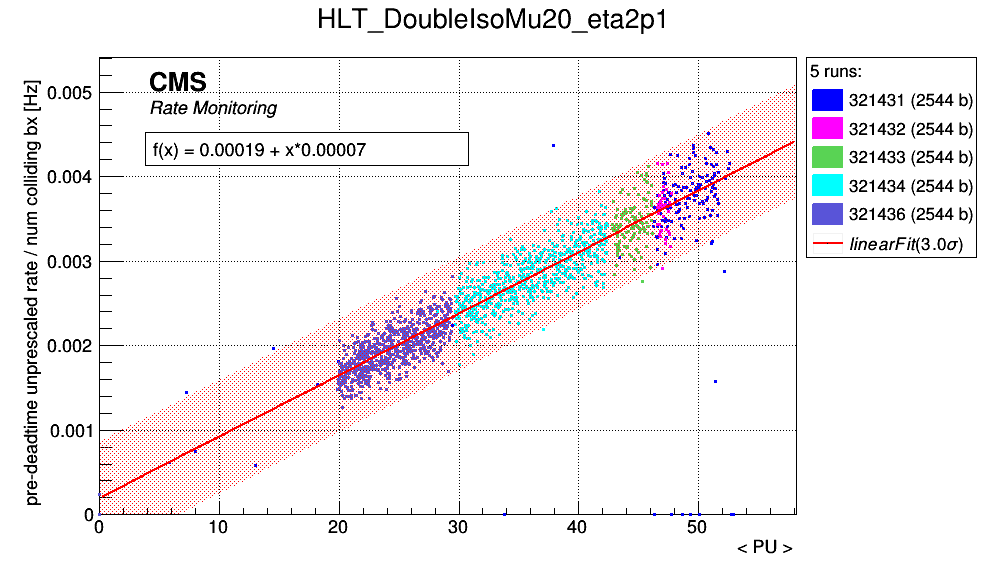 HLT_DoubleIsoMu20_eta2p1
pre-deadtime unprescaled rate / num colliding bx [Hz]
CMS
Rate Monitoring
f(x) = 0.00019 + x*0.00007
0.005
0.004
0.003
0.002
0.001
0
0 10 20 30 40 50
< PU >
5 runs:
321431 (2544 b)
321432 (2544 b)
321433 (2544 b)
321434 (2544 b)
321436 (2544 b)
linearFit(3.0σ)